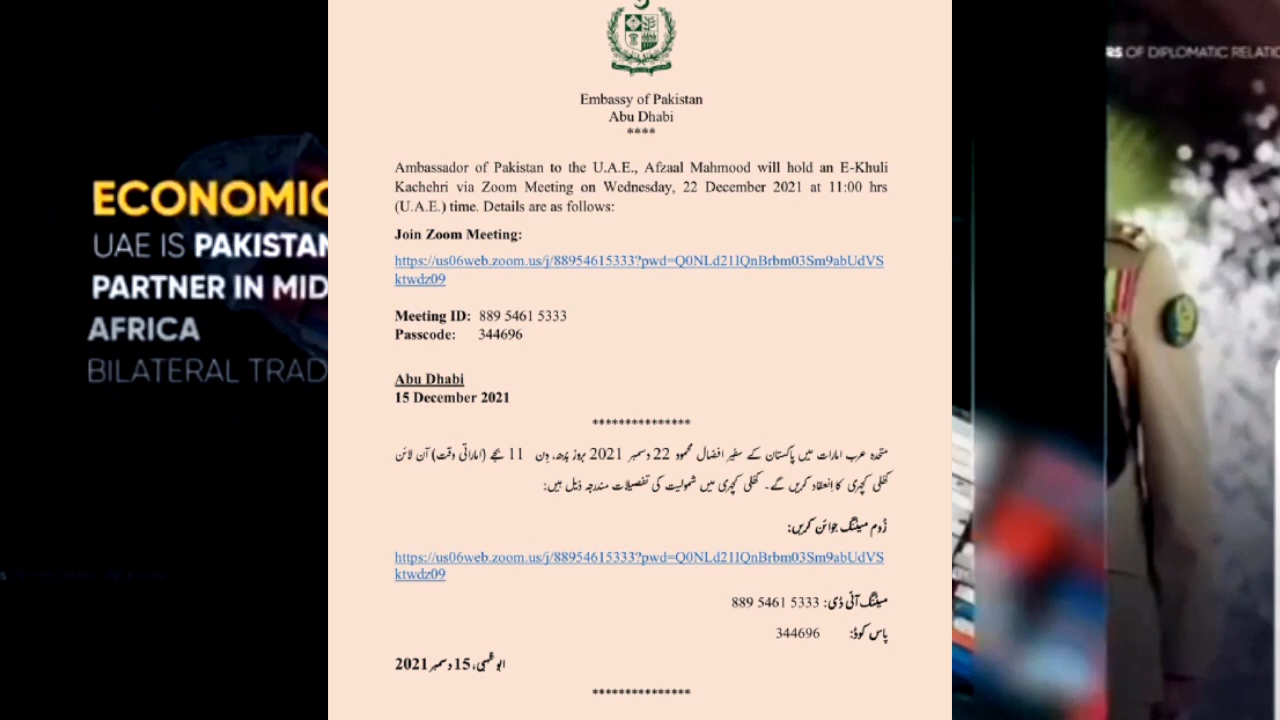 ECONOMIC
UAE IS PAKISTAN
PARTNER IN MID
AFRICA
BILATERAL TRAD
Embassy of Pakistan
Abu Dhabi
****
Ambassador of Pakistan to the U.A.E., Afzaal Mahmood will hold an E-Khuli
Kachehri via Zoom Meeting on Wednesday, 22 December 2021 at 11:00 hrs
(U.A.E.) time. Details are as follows:
Join Zoom Meeting:
https://us06web.zoom.us/j/88954615333?pwd=Q0NLd21IQnBrbm03Sm9abUdVS
ktwdz09
Meeting ID: 889 5461 5333
Passcode: 344696
Abu Dhabi
15 December 2021
***************
متحدہ عرب امارات میں پاکستان کے سفیر افضال محمود 22 دسمبر 2021 بروز بدھ، دِن 11 بجے (اماراتی وقت) آن لائن
کھلی کچہری کا اِنعقاد کریں گے۔ کھلی کچہری میں شمولیت کی تفصیلات مندرجہ ذیل ہیں:
زُوم میٹنگ جوائن کریں:
https://us06web.zoom.us/j/88954615333?pwd=Q0NLd21IQnBrbm03Sm9abUdVS
ktwdz09
میٹنگ آئی ڈی: 889 5461 5333
پاس کوڈ: 344696
ابوظہبی، 15 دسمبر 2021
***************
RS OF DIPLOMATIC RELATIO